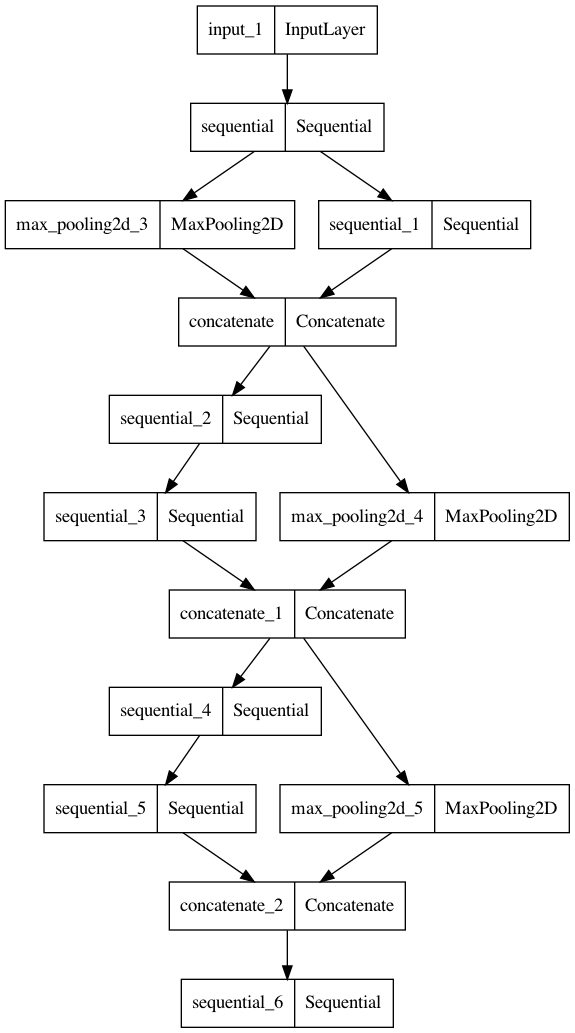 input_1 InputLayer
sequential Sequential
max_pooling2d_3 MaxPooling2D sequential_1 Sequential
concatenate Concatenate
sequential_2 Sequential
sequential_3 Sequential max_pooling2d_4 MaxPooling2D
concatenate_1 Concatenate
sequential_4 Sequential
sequential_5 Sequential max_pooling2d_5 MaxPooling2D
concatenate_2 Concatenate
sequential_6 Sequential